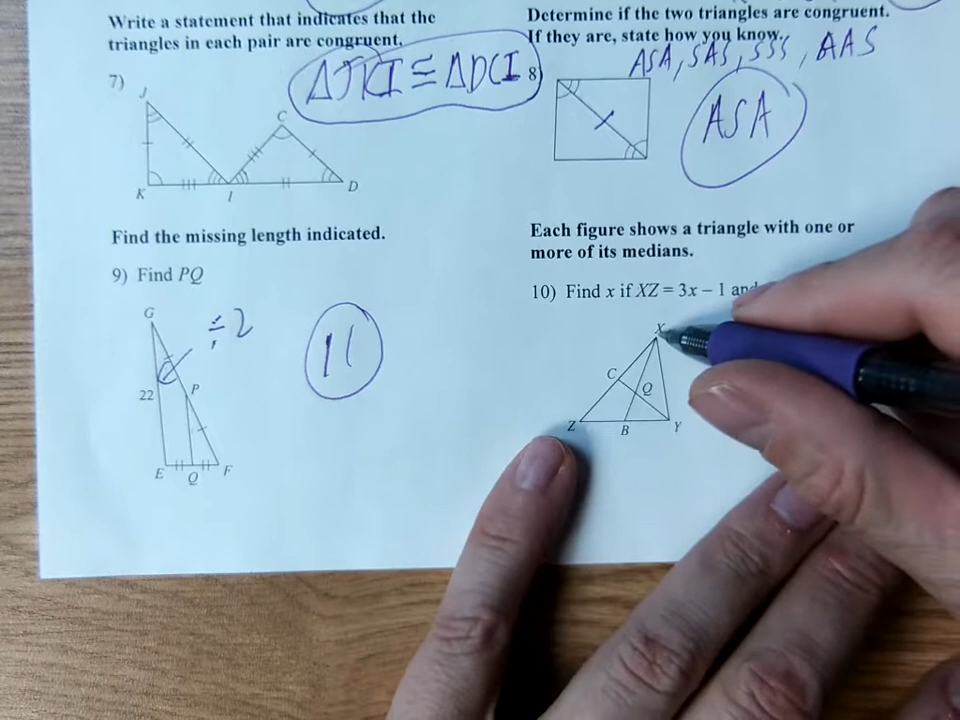 Write a statement that indicates that the
triangles in each pair are congruent.
7)
△JKI ≅ △DCI
J
C
K
I
D
Determine if the two triangles are congruent.
If they are, state how you know.
ASA, SAS, SSS, AAS
8)
ASA
Find the missing length indicated.
9) Find PQ
G
÷2
11
22
P
E
Q
F
Each figure shows a triangle with one or
more of its medians.
10) Find x if XZ = 3x – 1 and
X
C
Q
Z
B
Y